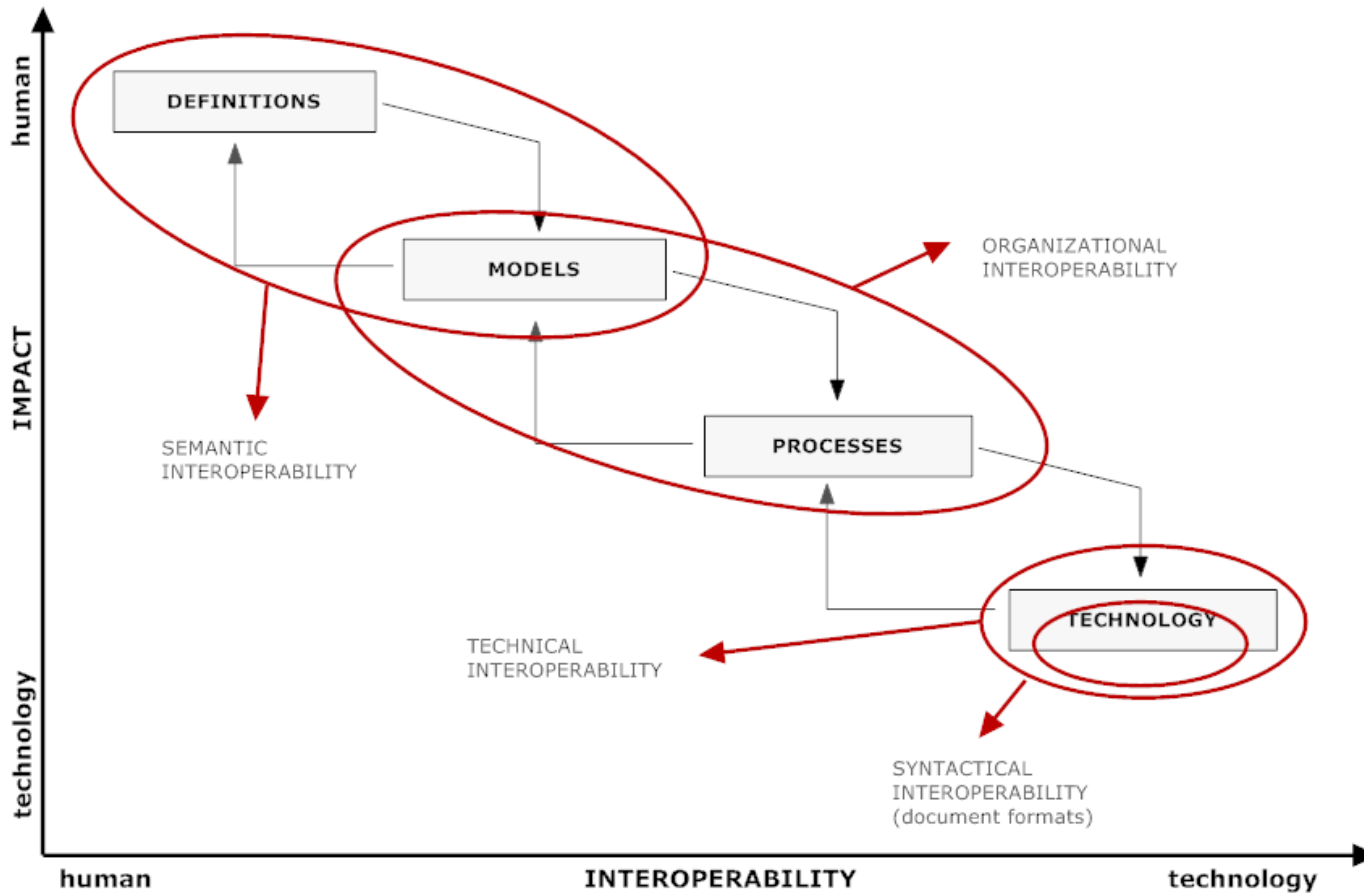 human
DEFINITIONS
MODELS
ORGANIZATIONAL
INTEROPERABILITY
IMPACT
SEMANTIC
INTEROPERABILITY
PROCESSES
TECHNOLOGY
TECHNICAL
INTEROPERABILITY
technology
SYNTACTICAL
INTEROPERABILITY
(document formats)
human
INTEROPERABILITY
technology